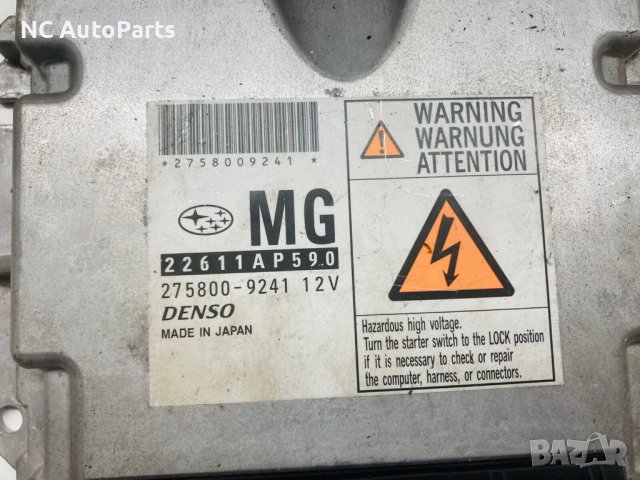 NC AutoParts
*2758009241*
MG
22611AP59.0
275800-9241 12V
DENSO
MADE IN JAPAN
WARNING
WARNUNG
ATTENTION
Hazardous high voltage.
Turn the starter switch to the LOCK position
if it is necessary to check or repair
the computer, harness, or connectors.
BAZAR